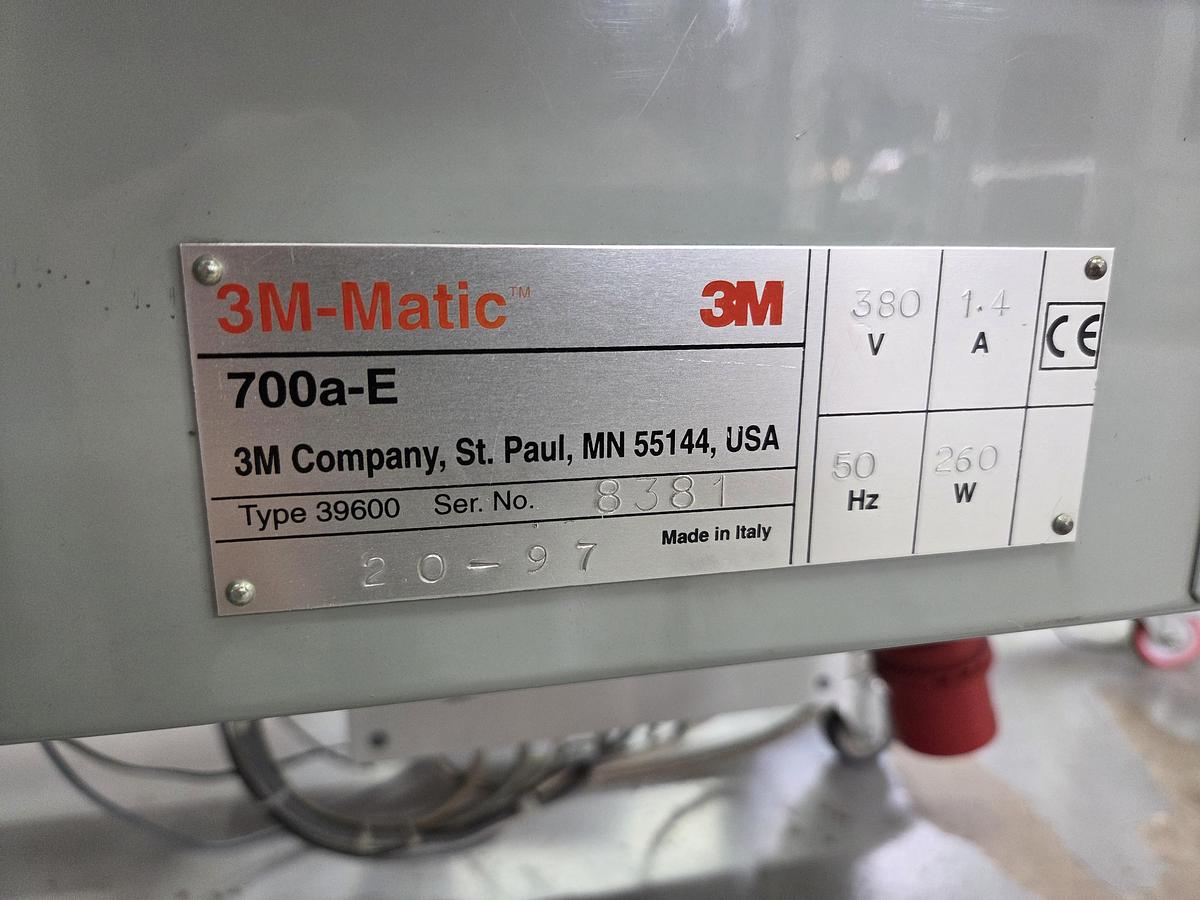 3M-Matic™ 3M
700a-E
3M Company, St. Paul, MN 55144, USA
Type 39600 Ser. No. 8381
Made in Italy
20-97
380 V
1.4 A
CE
50 Hz
260 W